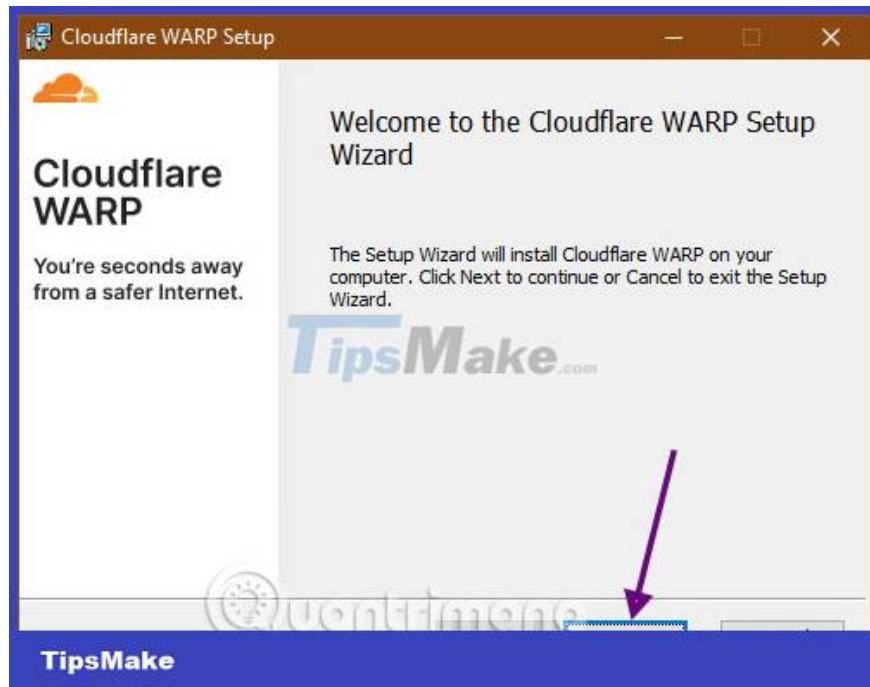 Cloudflare WARP Setup
Cloudflare
WARP
You're seconds away
from a safer Internet.
Welcome to the Cloudflare WARP Setup
Wizard
The Setup Wizard will install Cloudflare WARP on your
computer. Click Next to continue or Cancel to exit the Setup
Wizard.
TipsMake.com
Quantrimang
TipsMake